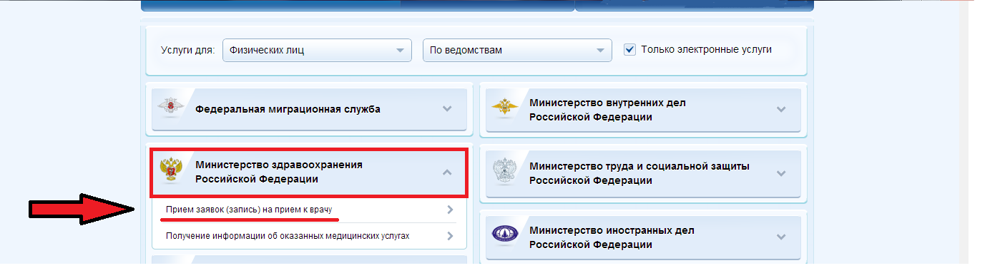 Услуги для: Физических лиц По ведомствам Только электронные услуги
Федеральная миграционная служба
Министерство внутренних дел
Российской Федерации
Министерство здравоохранения
Российской Федерации
Прием заявок (запись) на прием к врачу
Получение информации об оказанных медицинских услугах
Министерство труда и социальной защиты
Российской Федерации
Министерство иностранных дел
Российской Федерации